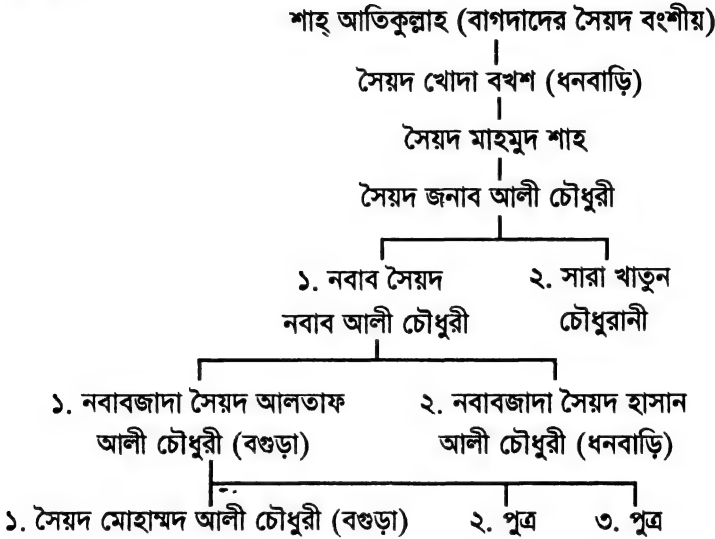 শাহ্ আতিকুল্লাহ (বাগদাদের সৈয়দ বংশীয়)
সৈয়দ খোদা বখশ (ধনবাড়ি)
সৈয়দ মাহমুদ শাহ
সৈয়দ জনাব আলী চৌধুরী
১. নবাব সৈয়দ
নবাব আলী চৌধুরী
২. সারা খাতুন
চৌধুরানী
১. নবাবজাদা সৈয়দ আলতাফ
আলী চৌধুরী (বগুড়া)
২. নবাবজাদা সৈয়দ হাসান
আলী চৌধুরী (ধনবাড়ি)
১. সৈয়দ মোহাম্মদ আলী চৌধুরী (বগুড়া)
২. পুত্র
৩. পুত্র